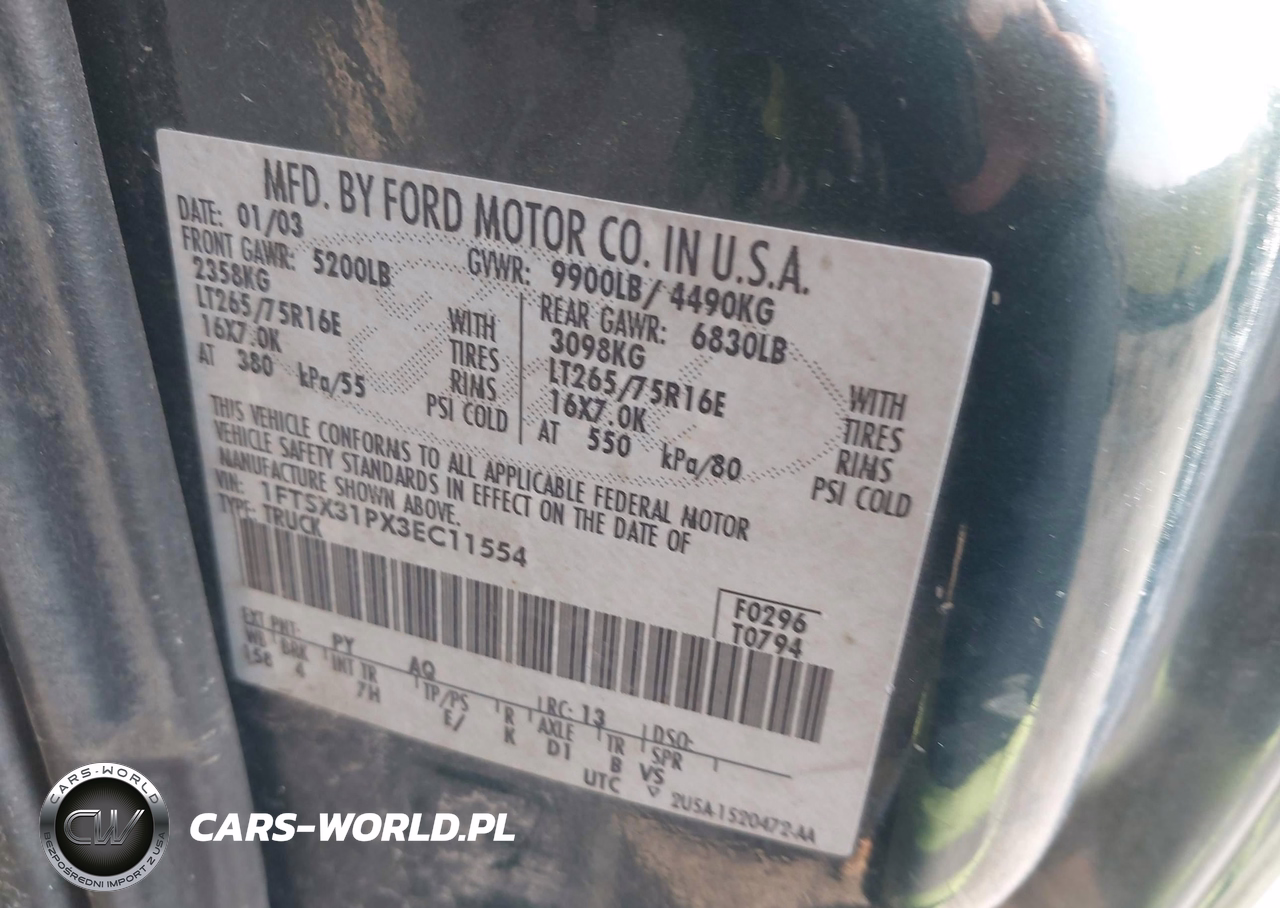 MFD. BY FORD MOTOR CO. IN U.S.A.
DATE: 01/03
GVWR: 9900LB/ 4490KG
FRONT GAWR: 5200LB
2358KG WITH
LT265/75R16E TIRES
16X7.0K RIMS
AT 380 kPa/55 PSI COLD
REAR GAWR: 6830LB
3098KG WITH
LT265/75R16E TIRES
16X7.0K RIMS
AT 550 kPa/80 PSI COLD
THIS VEHICLE CONFORMS TO ALL APPLICABLE FEDERAL MOTOR
VEHICLE SAFETY STANDARDS IN EFFECT ON THE DATE OF
MANUFACTURE SHOWN ABOVE.
VIN: 1FTSX31PX3EC11554
TYPE: TRUCK
F0296
T0794
EXT PNT: PY AQ RC: 13 DSO:
WB BRK INT TR TP/PS R AXLE TR SPR
158 4 7H E/ K D1 B VS
UTC
▽ 2USA-1520472-AA
CARS-WORLD
CW
BEZPOŚREDNI IMPORT Z USA
CARS-WORLD.PL